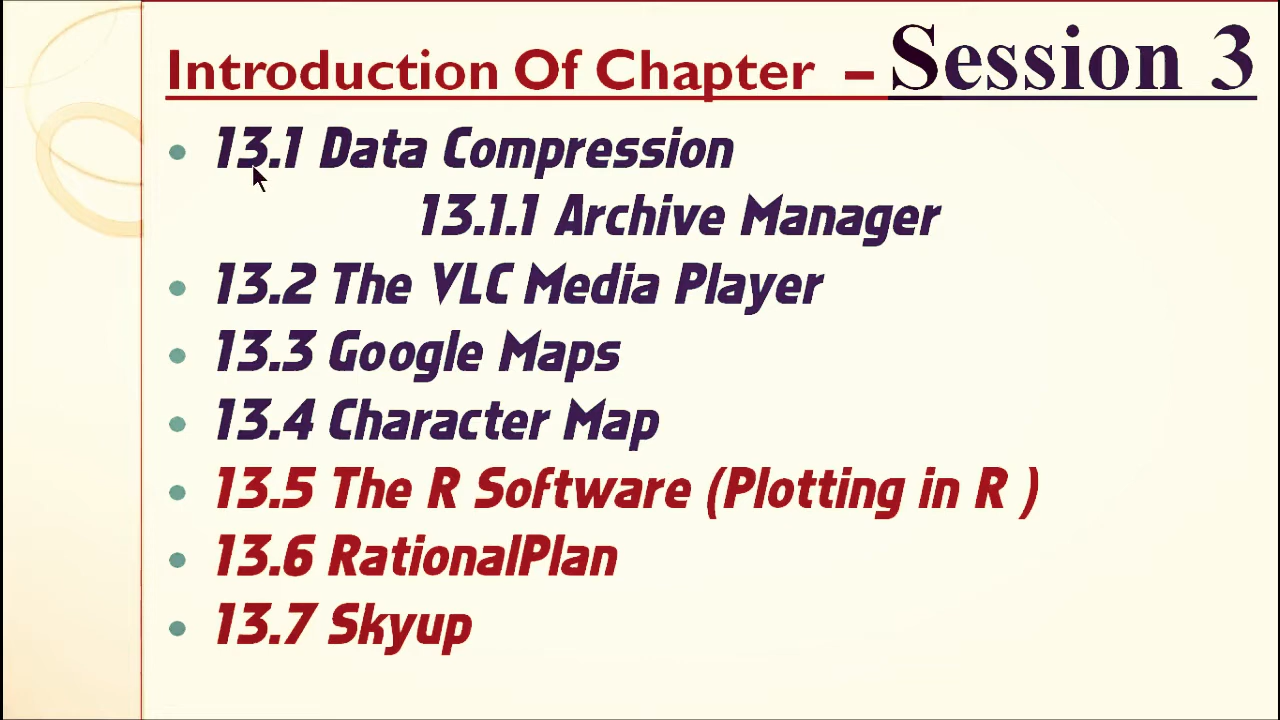 Introduction Of Chapter – Session 3
• 13.1 Data Compression
13.1.1 Archive Manager
• 13.2 The VLC Media Player
• 13.3 Google Maps
• 13.4 Character Map
• 13.5 The R Software (Plotting in R )
• 13.6 RationalPlan
• 13.7 Skyup